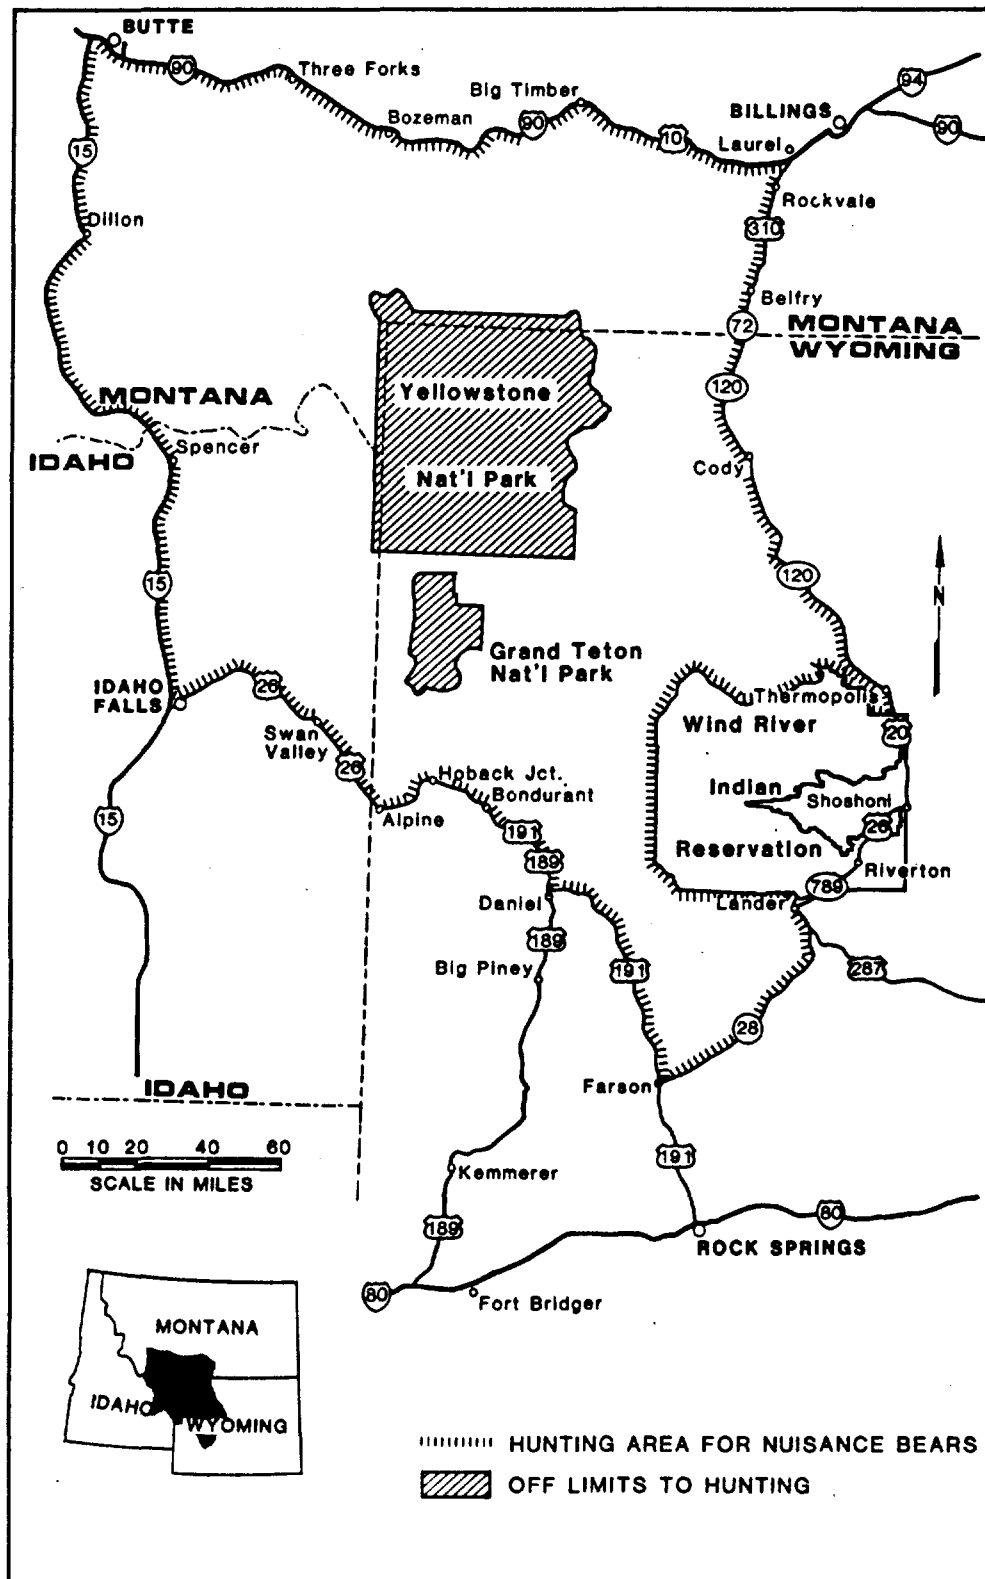 BUTTE
90
Three Forks
Big Timber
94
BILLINGS
Bozeman
90
10
90
Laurel
15
Rockvale
Dillon
310
Belfry
72
MONTANA
WYOMING
120
Yellowstone
MONTANA
Spencer
IDAHO
Nat'l Park
Cody
15
120
N
Grand Teton
Nat'l Park
IDAHO
FALLS
26
Thermopolis
Wind River
20
Swan
Valley
26
Hoback Jct.
Bondurant
Indian
Shoshoni
15
Alpine
191
26
189
Reservation
Riverton
789
Daniel
Lander
189
Big Piney
191
287
28
Farson
IDAHO
0 10 20 40 60
SCALE IN MILES
Kemmerer
191
189
80
ROCK SPRINGS
80
Fort Bridger
MONTANA
IDAHO
WYOMING
HUNTING AREA FOR NUISANCE BEARS
OFF LIMITS TO HUNTING